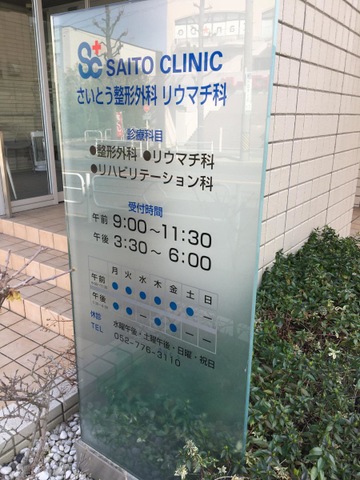 SC SAITO CLINIC
さいとう整形外科 リウマチ科
診療科目
●整形外科 ●リウマチ科
●リハビリテーション科
受付時間
午前 9:00〜11:30
午後 3:30〜 6:00
月 火 水 木 金 土 日
午前 ● ● ● ● ● ● －
午後 ● ● － ● ● － －
休診 水曜午後・土曜午後・日曜・祝日
TEL 052-776-3110